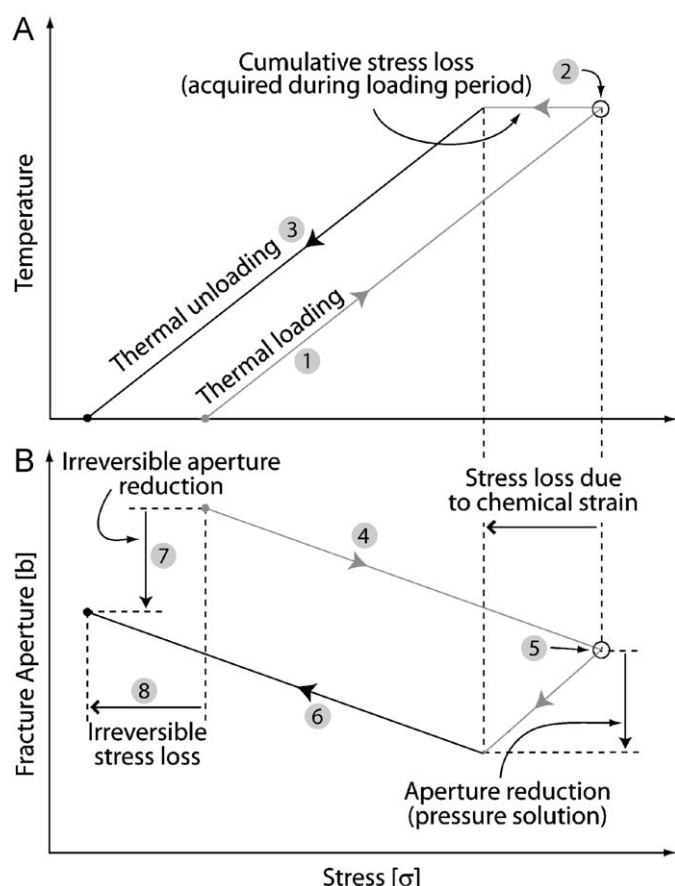 A
Cumulative stress loss
(acquired during loading period)
2
Temperature
3
Thermal unloading
Thermal loading
1
B
Irreversible aperture
reduction
Stress loss due
to chemical strain
4
7
5
Fracture Aperture [b]
8
6
Irreversible
stress loss
Aperture reduction
(pressure solution)
Stress [σ]